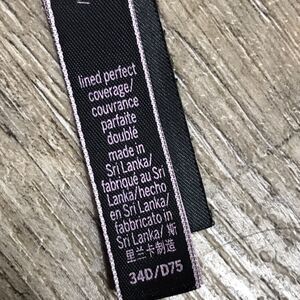 lined perfect
coverage/
couvrance
parfaite
doublé
made in
Sri Lanka/
fabriqué au Sri
Lanka/hecho
en Sri Lanka/
fabbricato in
Sri Lanka/ 斯
里兰卡制造
34D/D75